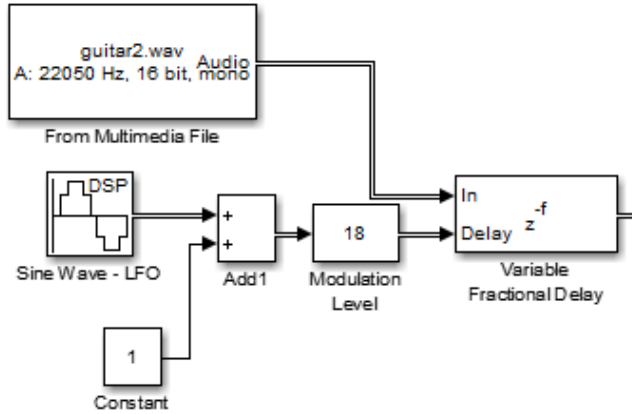 guitar2.wav
Audio
A: 22050 Hz, 16 bit, mono
From Multimedia File
DSP
Sine Wave - LFO
+
+
Add1
18
Modulation
Level
In
Delay
z^-f
Variable
Fractional Delay
1
Constant